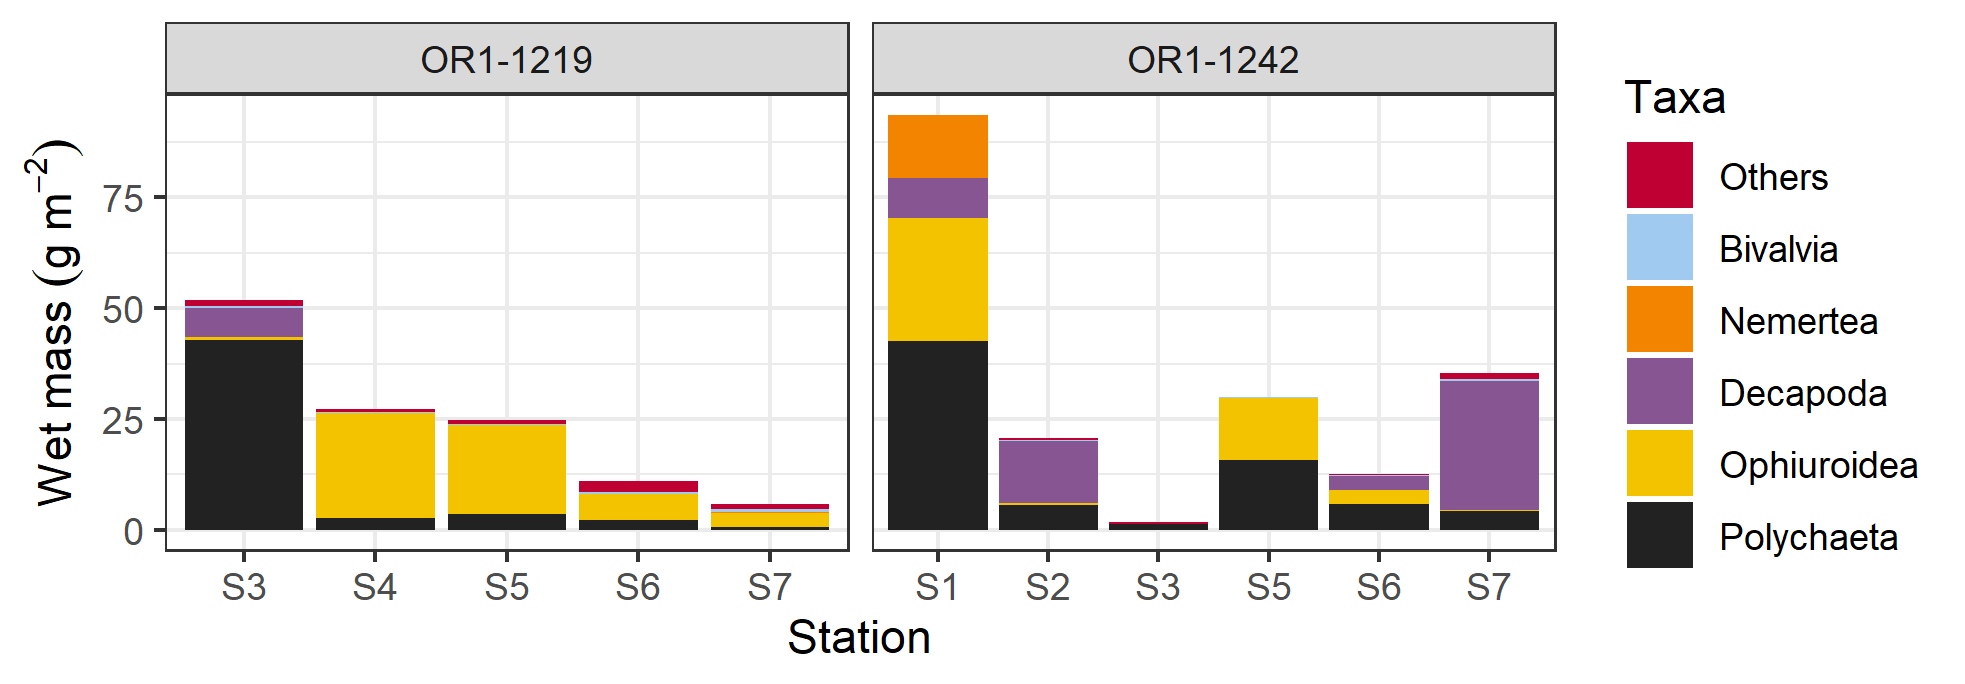 OR1-1219
OR1-1242
Wet mass (g m⁻²)
75
50
25
0
S3 S4 S5 S6 S7
S1 S2 S3 S5 S6 S7
Station
Taxa
Others
Bivalvia
Nemertea
Decapoda
Ophiuroidea
Polychaeta